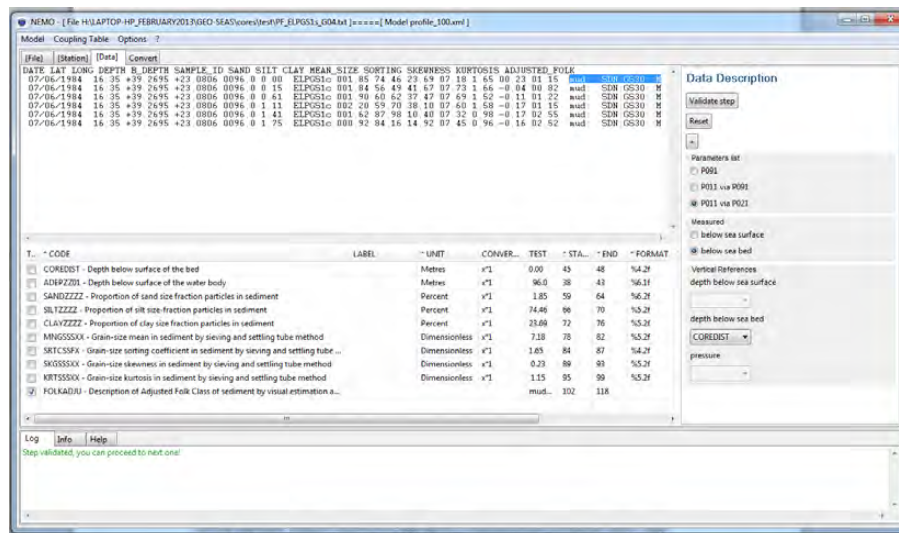 NEMO - [ File H:\LAPTOP-HP_FEBRUARY2013\GEO-SEAS\cores\test\PF_ELPGS1s_G04.txt ]=====[ Model profile_100.xml ]
Model Coupling Table Options ?
[File] [Station] [Data] Convert
DATE LAT LONG DEPTH B_DEPTH SAMPLE_ID SAND SILT CLAY MEAN_SIZE SORTING SKEWNESS KURTOSIS ADJUSTED_FOLK
07/06/1984 16 35 +39 2695 +23 0806 0096 0 0 00 ELPGS1c 001 85 74 46 23 69 07 18 1 65 00 23 01 15 mud SDN GS30 M
07/06/1984 16 35 +39 2695 +23 0806 0096 0 0 15 ELPGS1c 001 84 56 49 41 67 07 73 1 66 -0 04 00 82 mud SDN GS30 M
07/06/1984 16 35 +39 2695 +23 0806 0096 0 0 61 ELPGS1c 001 90 60 62 37 47 07 69 1 52 -0 11 01 22 mud SDN GS30 M
07/06/1984 16 35 +39 2695 +23 0806 0096 0 1 11 ELPGS1c 002 20 59 70 38 10 07 60 1 58 -0 17 01 15 mud SDN GS30 M
07/06/1984 16 35 +39 2695 +23 0806 0096 0 1 41 ELPGS1c 001 62 87 98 10 40 07 32 0 98 -0 17 02 55 mud SDN GS30 M
07/06/1984 16 35 +39 2695 +23 0806 0096 0 1 75 ELPGS1c 000 92 84 16 14 92 07 45 0 96 -0 16 02 52 mud SDN GS30 M
Data Description
Validate step
Reset
Parameters list
P091
P011 via P091
P011 via P021
Measured
below sea surface
below sea bed
Vertical References
depth below sea surface
depth below sea bed
COREDIST
pressure
T... CODE LABEL UNIT CONVER... TEST STA... END FORMAT
COREDIST - Depth below surface of the bed Metres x*1 0.00 45 48 %4.2f
ADEPZZ01 - Depth below surface of the water body Metres x*1 96.0 38 43 %6.1f
SANDZZZZ - Proportion of sand size fraction particles in sediment Percent x*1 1.85 59 64 %6.2f
SILTZZZZ - Proportion of silt size-fraction particles in sediment Percent x*1 74.46 66 70 %5.2f
CLAYZZZZ - Proportion of clay size fraction particles in sediment Percent x*1 23.69 72 76 %5.2f
MNGSSSXX - Grain-size mean in sediment by sieving and settling tube method Dimensionless x*1 7.18 78 82 %5.2f
SRTCSSFX - Grain-size sorting coefficient in sediment by sieving and settling tube ... Dimensionless x*1 1.65 84 87 %4.2f
SKGSSSXX - Grain-size skewness in sediment by sieving and settling tube method Dimensionless x*1 0.23 89 93 %5.2f
KRTSSSXX - Grain-size kurtosis in sediment by sieving and settling tube method Dimensionless x*1 1.15 95 99 %5.2f
FOLKADJU - Description of Adjusted Folk Class of sediment by visual estimation a... mud... 102 118
Log Info Help
Step validated, you can proceed to next one!